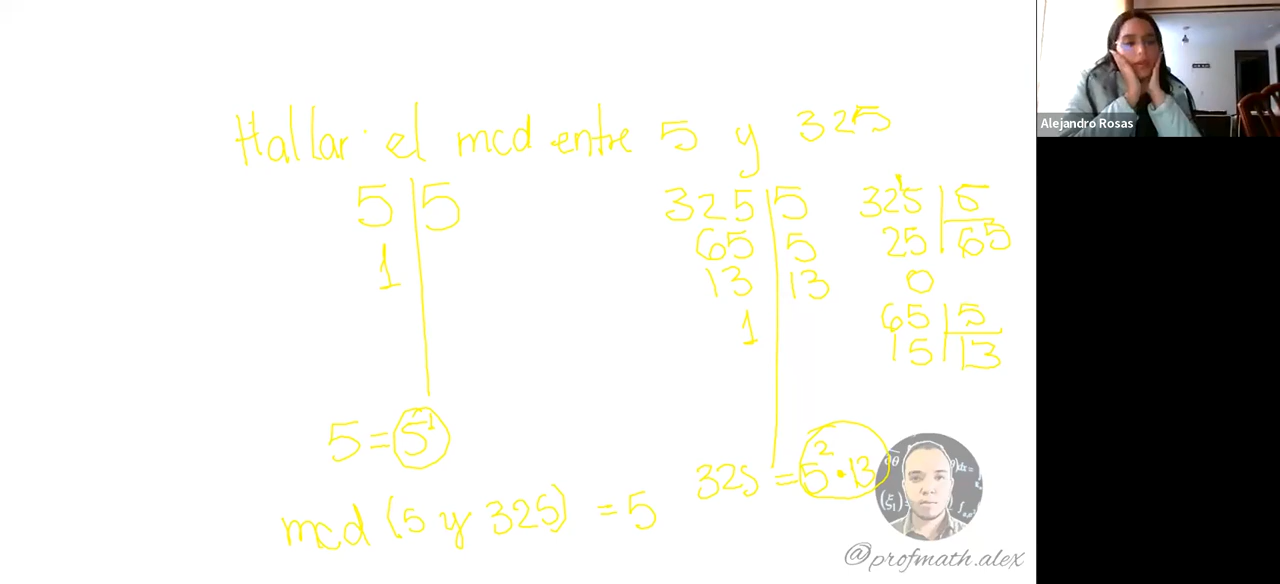 Hallar el mcd entre 5 y 325
5 | 5
1
5 = 5¹
325 | 5
65 | 5
13 | 13
1
325 = 5² · 13
325 | 5
25 65
0
65 | 5
15 13
mcd (5 y 325) = 5
@profmath.alex
Alejandro Rosas